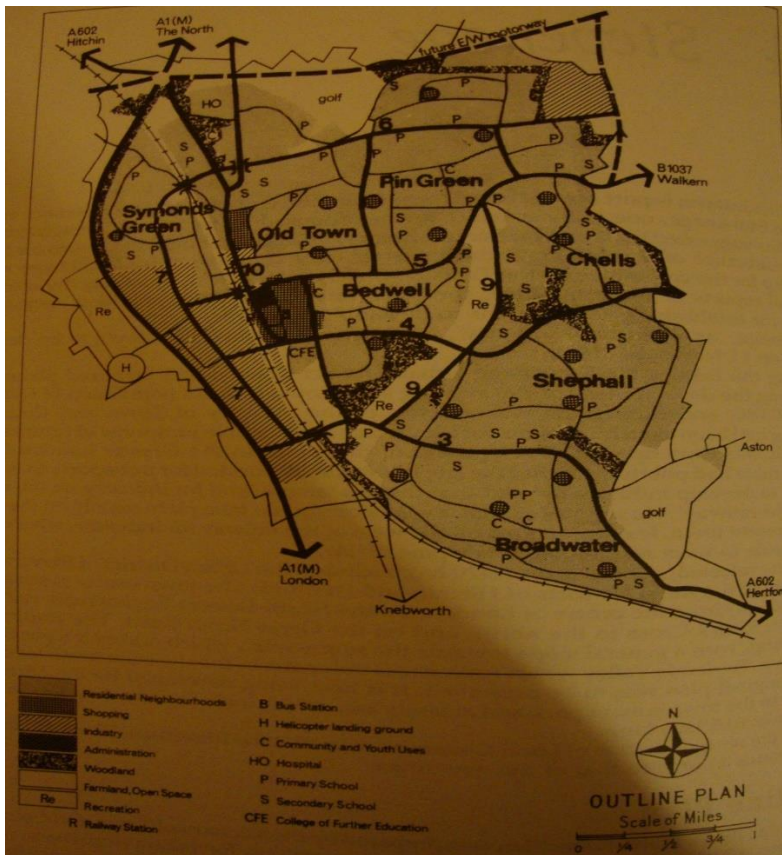 A602
Hitchin
A1(M)
The North
future E/W motorway
HO
golf
S
P
P
6
P
S
P
S
P
S
S
P
P
C
P
P
S
B1037
Walkern
Pin Green
Symonds
Green
Old Town
P
S
P
S
P
S
P
P
5
Chells
7
10
C
Bedwell
P
C
9
Re
S
P
Re
P
4
P
S
S
H
CFE
P
S
P
S
Shephall
7
9
Re
P
P
P
S
3
S
P
S
S
Aston
S
PP
C
C
golf
Broadwater
P
P
S
A1(M)
London
Knebworth
A602
Residential Neighbourhoods
Shopping
Industry
Administration
Woodland
Farmland, Open Space
Re
Recreation
R Railway Station
B Bus Station
H Helicopter landing ground
C Community and Youth Uses
HO Hospital
P Primary School
S Secondary School
CFE College of Further Education
N
OUTLINE PLAN
Scale of Miles
0 1/4 1/2 3/4 1